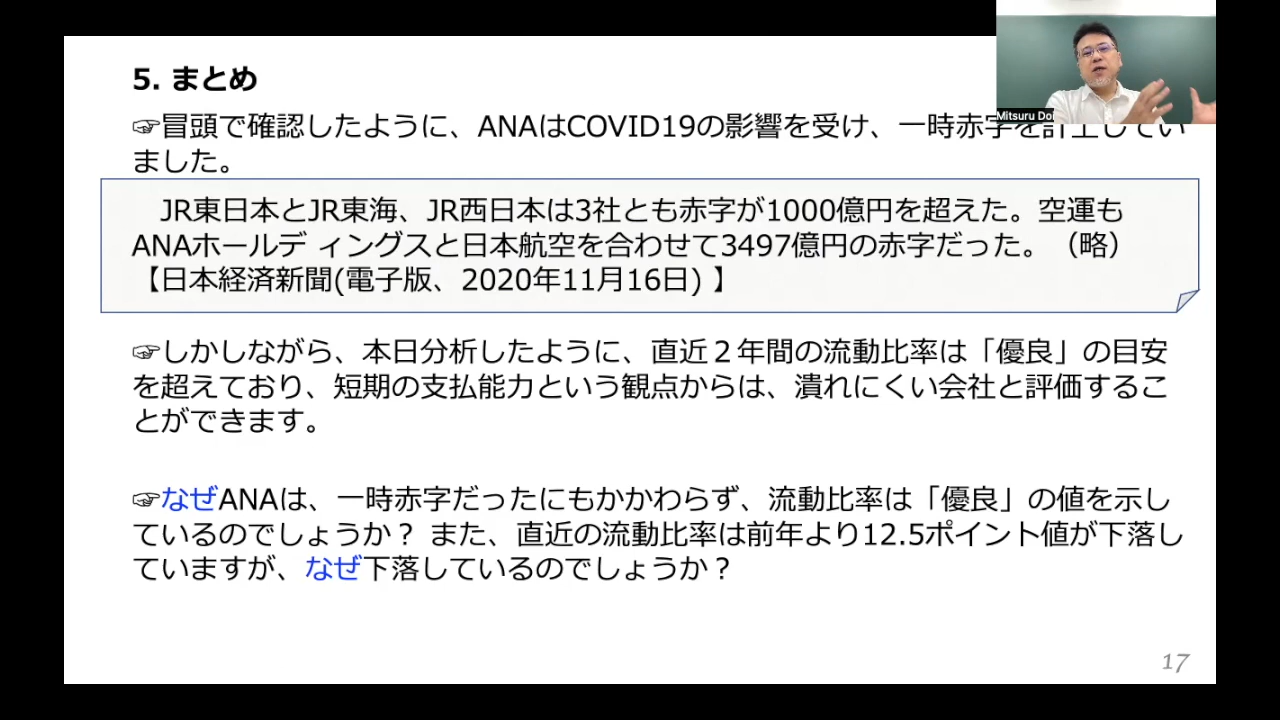 5. まとめ
☞冒頭で確認したように、ANAはCOVID19の影響を受け、一時赤字を計上してい
ました。
JR東日本とJR東海、JR西日本は3社とも赤字が1000億円を超えた。空運も
ANAホールデ ィングスと日本航空を合わせて3497億円の赤字だった。（略）
【日本経済新聞(電子版、2020年11月16日) 】
☞しかしながら、本日分析したように、直近２年間の流動比率は「優良」の目安
を超えており、短期の支払能力という観点からは、潰れにくい会社と評価するこ
とができます。
☞なぜANAは、一時赤字だったにもかかわらず、流動比率は「優良」の値を示し
ているのでしょうか？ また、直近の流動比率は前年より12.5ポイント値が下落し
ていますが、なぜ下落しているのでしょうか？
17
Mitsuru Doi